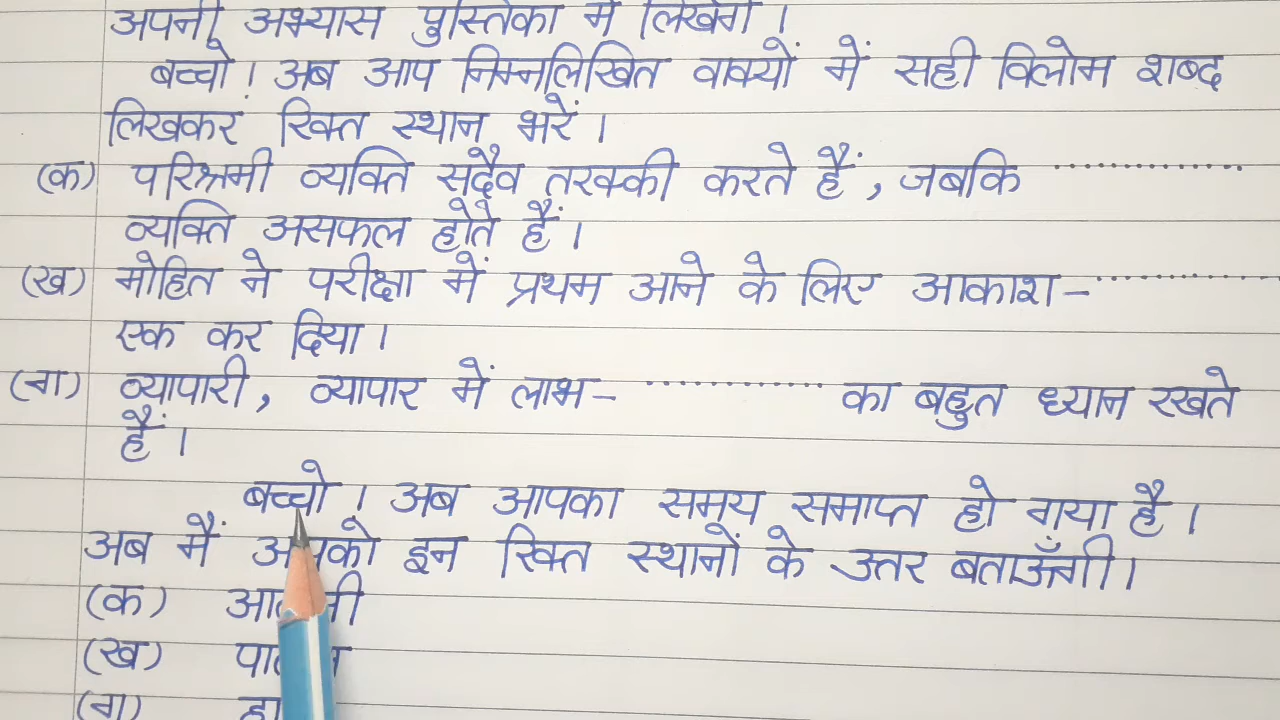 अपनी अभ्यास पुस्तिका में लिखेंगे।
बच्चो! अब आप निम्नलिखित वाक्यों में सही विलोम शब्द
लिखकर रिक्त स्थान भरें।
(क) परिश्रमी व्यक्ति सदैव तरक्की करते हैं, जबकि ..............
व्यक्ति असफल होते हैं।
(ख) मोहित ने परीक्षा में प्रथम आने के लिए आकाश- ..............
एक कर दिया।
(ग) व्यापारी, व्यापार में लाभ- .............. का बहुत ध्यान रखते
हैं।
बच्चो! अब आपका समय समाप्त हो गया है।
अब मैं इन रिक्त स्थानों के उत्तर बताऊँगी।
(क)
(ख)
(ग)